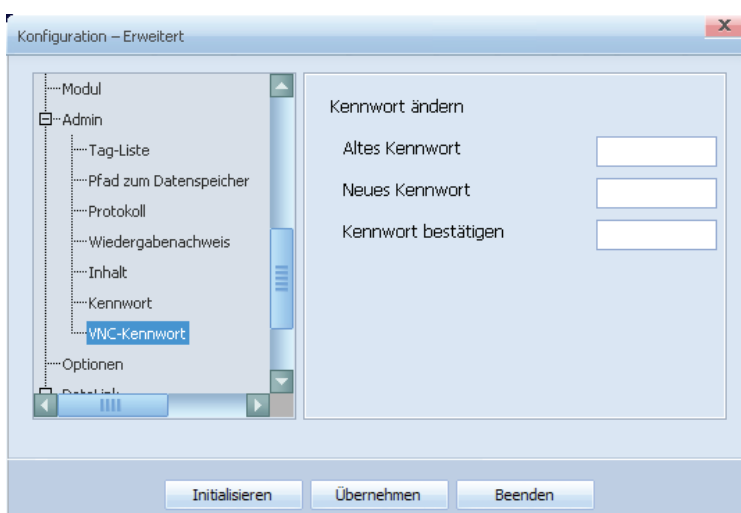 Konfiguration – Erweitert
Modul
Admin
Tag-Liste
Pfad zum Datenspeicher
Protokoll
Wiedergabenachweis
Inhalt
Kennwort
VNC-Kennwort
Optionen
DataLink
Kennwort ändern
Altes Kennwort
Neues Kennwort
Kennwort bestätigen
Initialisieren
Übernehmen
Beenden